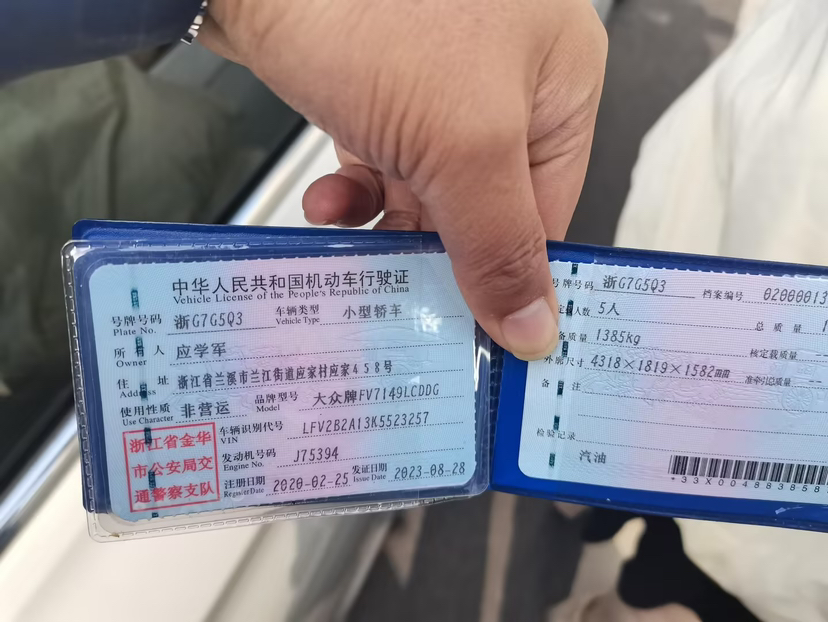 中华人民共和国机动车行驶证
Vehicle License of the People's Republic of China
号牌号码 浙G7G5Q3 车辆类型 小型轿车
Plate No. Vehicle Type
所有人 应学军
Owner
住址 浙江省兰溪市兰江街道应家村应家458号
Address
使用性质 非营运 品牌型号 大众牌FV7149LCDDG
Use Character Model
浙江省金华
市公安局交
通警察支队
车辆识别代号 LFV2B2A13K5523257
VIN
发动机号码 J75394
Engine No.
注册日期 2020-02-25 发证日期 2023-08-28
Register Date Issue Date
号牌号码 浙G7G5Q3 档案编号 02000013
人数 5人 总质量
备质量 1385kg 核定载质量 --
外廓尺寸 4318×1819×1582 准牵引总质量 --
备注
检验记录
汽油
*33X004883858